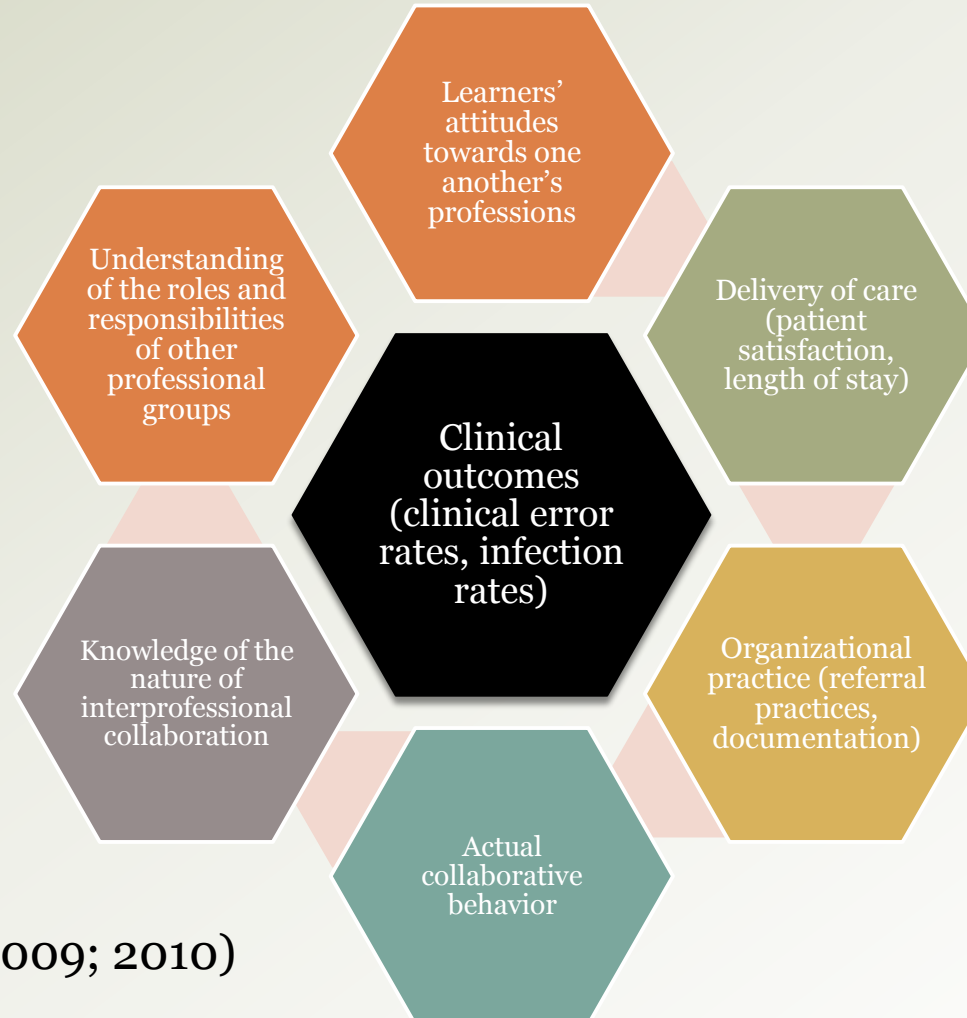 Learners’
attitudes
towards one
another’s
professions
Understanding
of the roles and
responsibilities
of other
professional
groups
Delivery of care
(patient
satisfaction,
length of stay)
Clinical
outcomes
(clinical error
rates, infection
rates)
Knowledge of the
nature of
interprofessional
collaboration
Organizational
practice (referral
practices,
documentation)
Actual
collaborative
behavior
009; 2010)